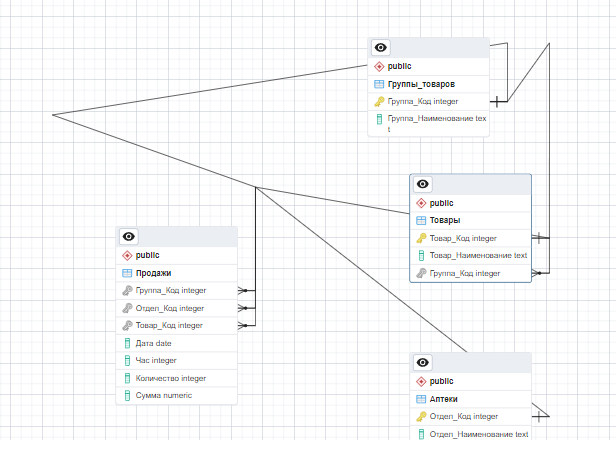 public
Группы_товаров
Группа_Код integer
Группа_Наименование tex
t
public
Товары
Товар_Код integer
Товар_Наименование text
Группа_Код integer
public
Продажи
Группа_Код integer
Отдел_Код integer
Товар_Код integer
Дата date
Час integer
Количество integer
Сумма numeric
public
Аптеки
Отдел_Код integer
Отдел_Наименование text